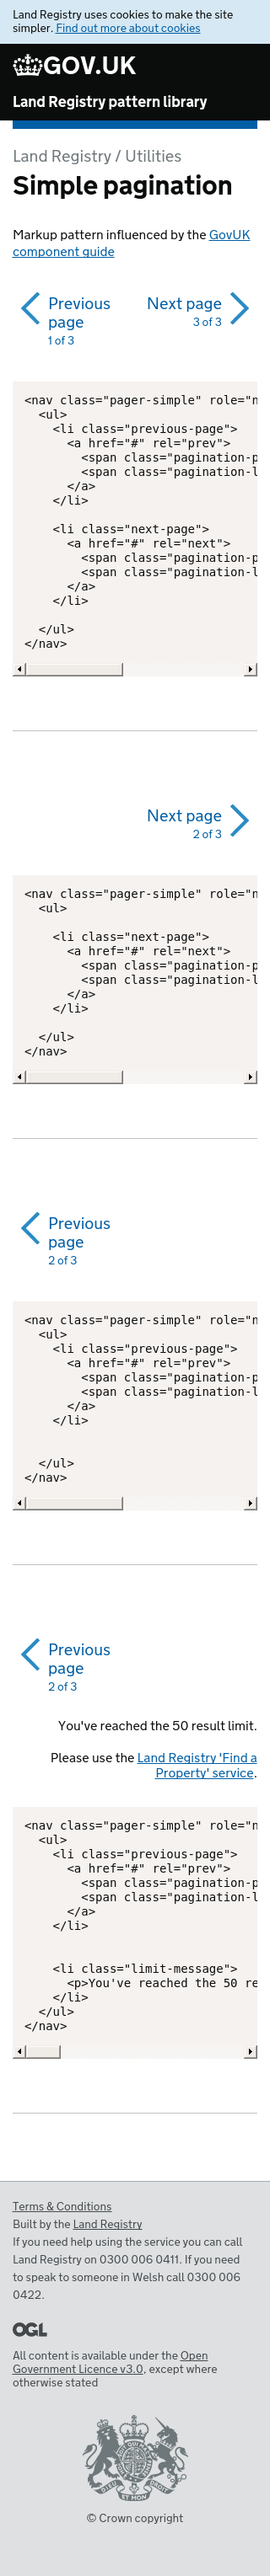 Land Registry uses cookies to make the site
simpler. Find out more about cookies
GOV.UK
Land Registry pattern library
Land Registry / Utilities
Simple pagination
Markup pattern influenced by the GovUK
component guide
Previous
page
1 of 3
Next page
3 of 3
<nav class="pager-simple" role="n
<ul>
<li class="previous-page">
<a href="#" rel="prev">
<span class="pagination-p
<span class="pagination-l
</a>
</li>
<li class="next-page">
<a href="#" rel="next">
<span class="pagination-p
<span class="pagination-l
</a>
</li>
</ul>
</nav>
Next page
2 of 3
<nav class="pager-simple" role="n
<ul>
<li class="next-page">
<a href="#" rel="next">
<span class="pagination-p
<span class="pagination-l
</a>
</li>
</ul>
</nav>
Previous
page
2 of 3
<nav class="pager-simple" role="n
<ul>
<li class="previous-page">
<a href="#" rel="prev">
<span class="pagination-p
<span class="pagination-l
</a>
</li>
</ul>
</nav>
Previous
page
2 of 3
You've reached the 50 result limit.
Please use the Land Registry 'Find a
Property' service.
<nav class="pager-simple" role="n
<ul>
<li class="previous-page">
<a href="#" rel="prev">
<span class="pagination-p
<span class="pagination-l
</a>
</li>
<li class="limit-message">
<p>You've reached the 50 re
</li>
</ul>
</nav>
Terms & Conditions
Built by the Land Registry
If you need help using the service you can call
Land Registry on 0300 006 0411. If you need
to speak to someone in Welsh call 0300 006
0422.
OGL
All content is available under the Open
Government Licence v3.0, except where
otherwise stated
© Crown copyright